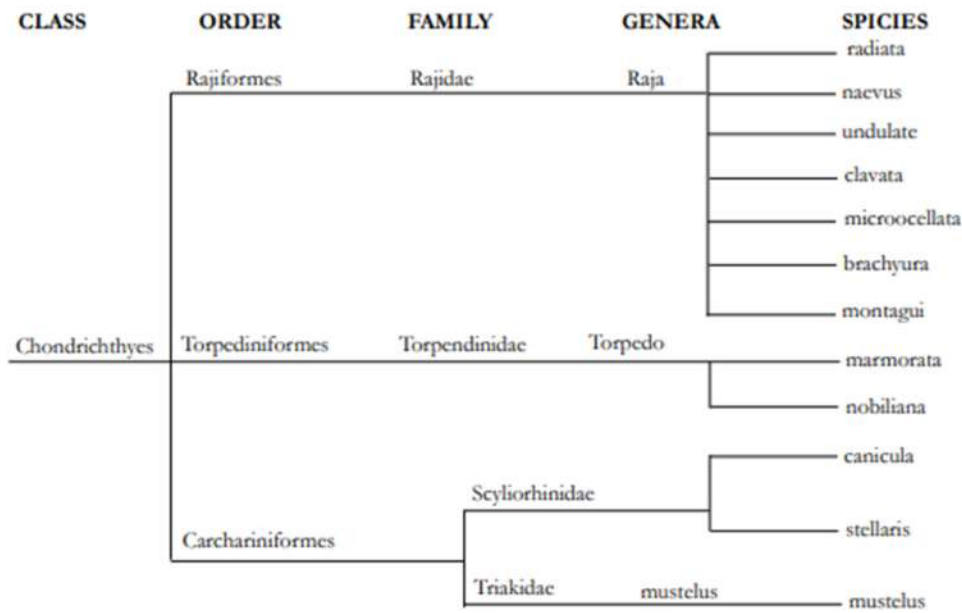 CLASS ORDER FAMILY GENERA SPICIES
radiata
Rajiformes Rajidae Raja
naevus
undulate
clavata
microocellata
brachyura
montagui
Chondrichthyes Torpediniformes Torpendinidae Torpedo
marmorata
nobiliana
canicula
Scyliorhinidae
stellaris
Carchariniformes
Triakidae mustelus
mustelus